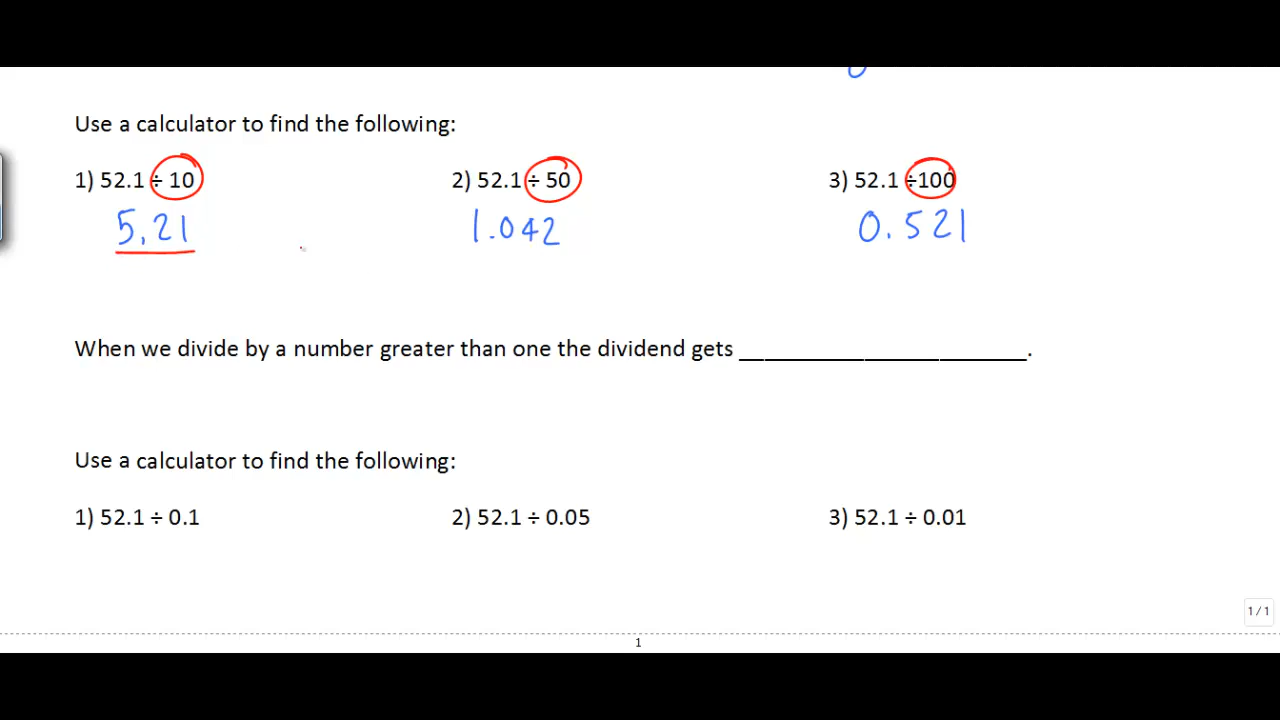 Use a calculator to find the following:
1) 52.1 ÷ 10 2) 52.1 ÷ 50 3) 52.1 ÷100
5.21 1.042 0.521
When we divide by a number greater than one the dividend gets _______________________.
Use a calculator to find the following:
1) 52.1 ÷ 0.1 2) 52.1 ÷ 0.05 3) 52.1 ÷ 0.01
1 / 1
1